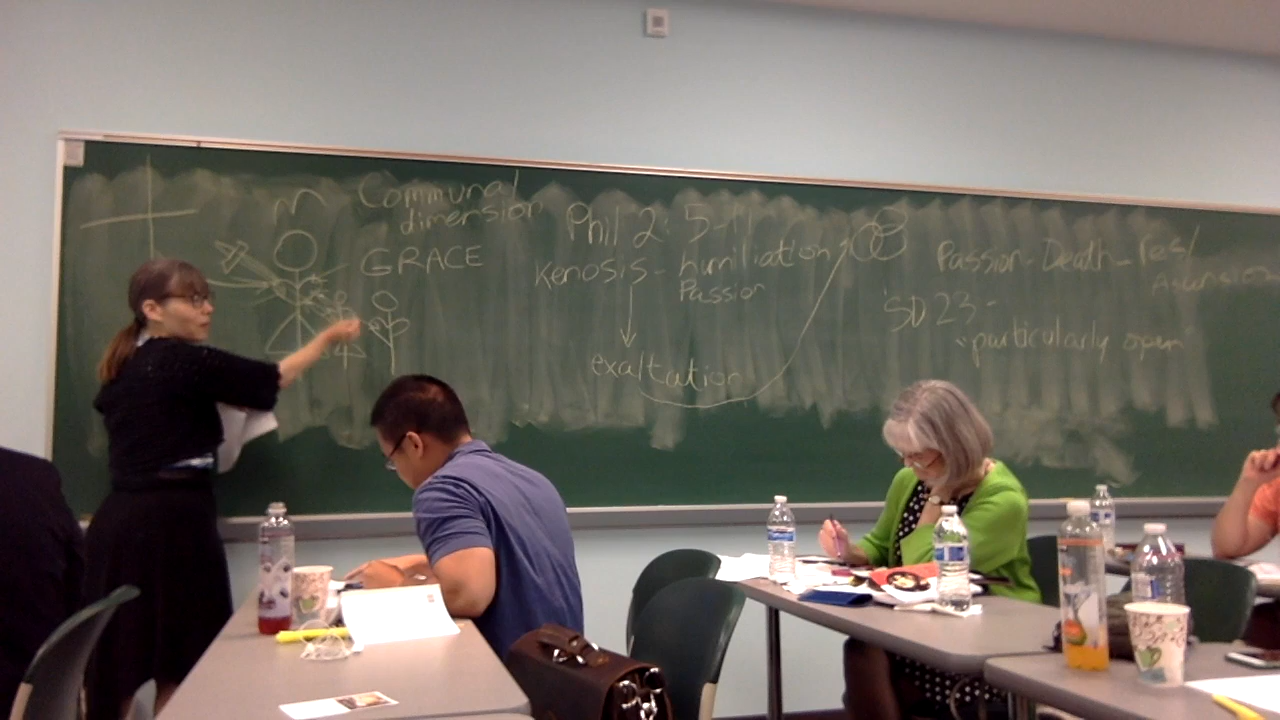 Communal
dimension
GRACE
Phil 2: 5-11
Kenosis - humiliation
Passion
exaltation
Passion - Death - Res/
Ascension
SD 23 -
"particularly open